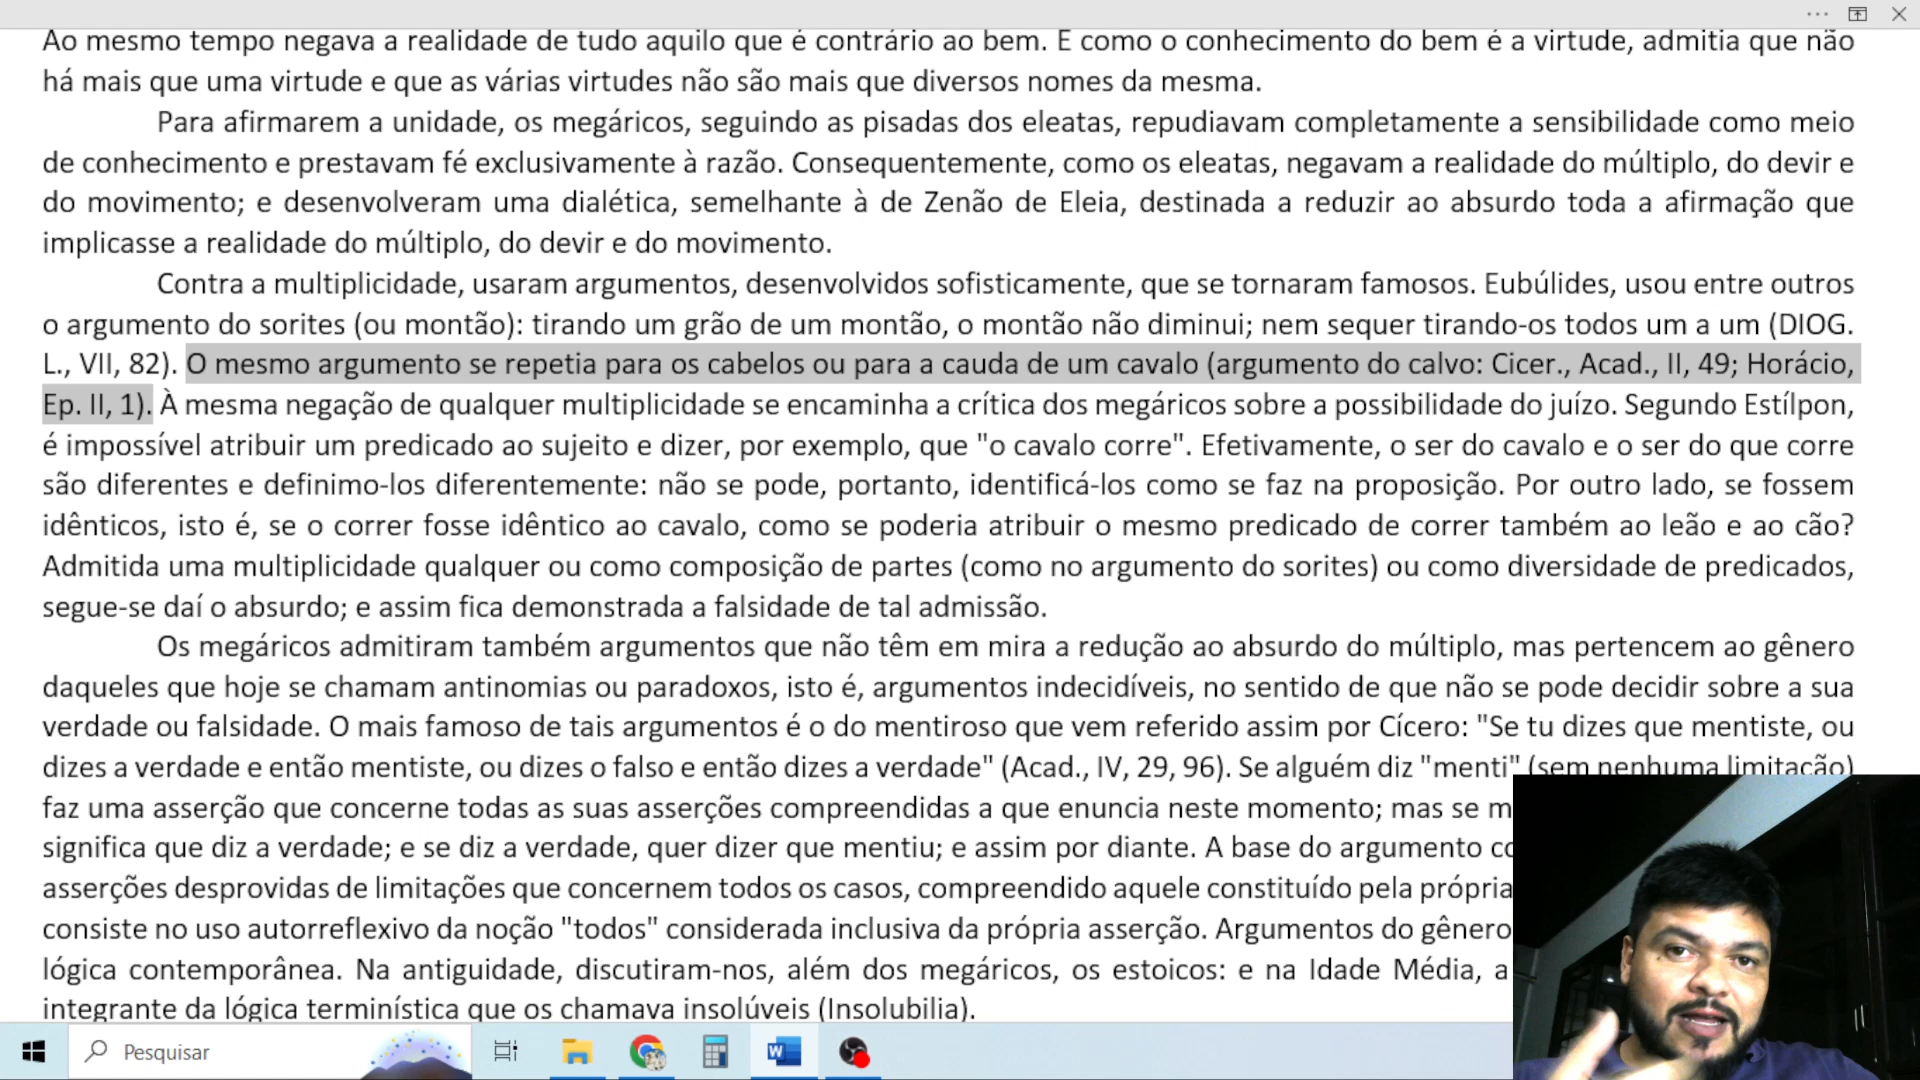 Ao mesmo tempo negava a realidade de tudo aquilo que é contrário ao bem. E como o conhecimento do bem é a virtude, admitia que não
há mais que uma virtude e que as várias virtudes não são mais que diversos nomes da mesma.
Para afirmarem a unidade, os megáricos, seguindo as pisadas dos eleatas, repudiavam completamente a sensibilidade como meio
de conhecimento e prestavam fé exclusivamente à razão. Consequentemente, como os eleatas, negavam a realidade do múltiplo, do devir e
do movimento; e desenvolveram uma dialética, semelhante à de Zenão de Eleia, destinada a reduzir ao absurdo toda a afirmação que
implicasse a realidade do múltiplo, do devir e do movimento.
Contra a multiplicidade, usaram argumentos, desenvolvidos sofisticamente, que se tornaram famosos. Eubúlides, usou entre outros
o argumento do sorites (ou montão): tirando um grão de um montão, o montão não diminui; nem sequer tirando-os todos um a um (DIOG.
L., VII, 82). O mesmo argumento se repetia para os cabelos ou para a cauda de um cavalo (argumento do calvo: Cicer., Acad., II, 49; Horácio,
Ep. II, 1). À mesma negação de qualquer multiplicidade se encaminha a crítica dos megáricos sobre a possibilidade do juízo. Segundo Estílpon,
é impossível atribuir um predicado ao sujeito e dizer, por exemplo, que "o cavalo corre". Efetivamente, o ser do cavalo e o ser do que corre
são diferentes e definimo-los diferentemente: não se pode, portanto, identificá-los como se faz na proposição. Por outro lado, se fossem
idênticos, isto é, se o correr fosse idêntico ao cavalo, como se poderia atribuir o mesmo predicado de correr também ao leão e ao cão?
Admitida uma multiplicidade qualquer ou como composição de partes (como no argumento do sorites) ou como diversidade de predicados,
segue-se daí o absurdo; e assim fica demonstrada a falsidade de tal admissão.
Os megáricos admitiram também argumentos que não têm em mira a redução ao absurdo do múltiplo, mas pertencem ao gênero
daqueles que hoje se chamam antinomias ou paradoxos, isto é, argumentos indecidíveis, no sentido de que não se pode decidir sobre a sua
verdade ou falsidade. O mais famoso de tais argumentos é o do mentiroso que vem referido assim por Cícero: "Se tu dizes que mentiste, ou
dizes a verdade e então mentiste, ou dizes o falso e então dizes a verdade" (Acad., IV, 29, 96). Se alguém diz "menti" (sem nenhuma limitação)
faz uma asserção que concerne todas as suas asserções compreendidas a que enuncia neste momento; mas se m
significa que diz a verdade; e se diz a verdade, quer dizer que mentiu; e assim por diante. A base do argumento co
asserções desprovidas de limitações que concernem todos os casos, compreendido aquele constituído pela própria
consiste no uso autorreflexivo da noção "todos" considerada inclusiva da própria asserção. Argumentos do gênero
lógica contemporânea. Na antiguidade, discutiram-nos, além dos megáricos, os estoicos: e na Idade Média, a
integrante da lógica terminística que os chamava insolúveis (Insolubilia).
Pesquisar